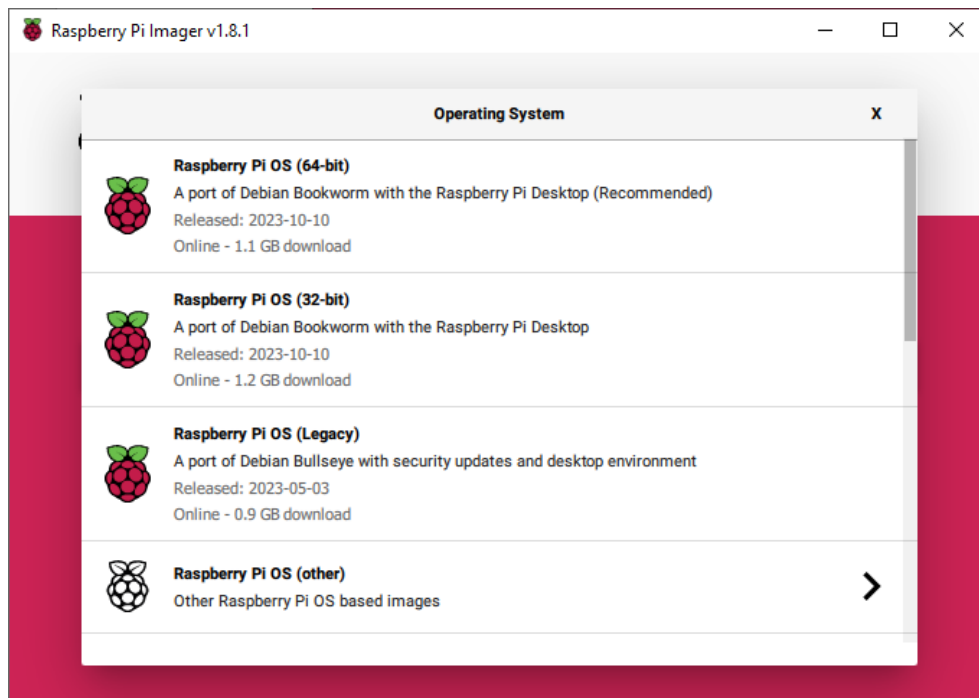 Raspberry Pi Imager v1.8.1
Operating System X
Raspberry Pi OS (64-bit)
A port of Debian Bookworm with the Raspberry Pi Desktop (Recommended)
Released: 2023-10-10
Online - 1.1 GB download
Raspberry Pi OS (32-bit)
A port of Debian Bookworm with the Raspberry Pi Desktop
Released: 2023-10-10
Online - 1.2 GB download
Raspberry Pi OS (Legacy)
A port of Debian Bullseye with security updates and desktop environment
Released: 2023-05-03
Online - 0.9 GB download
Raspberry Pi OS (other)
Other Raspberry Pi OS based images